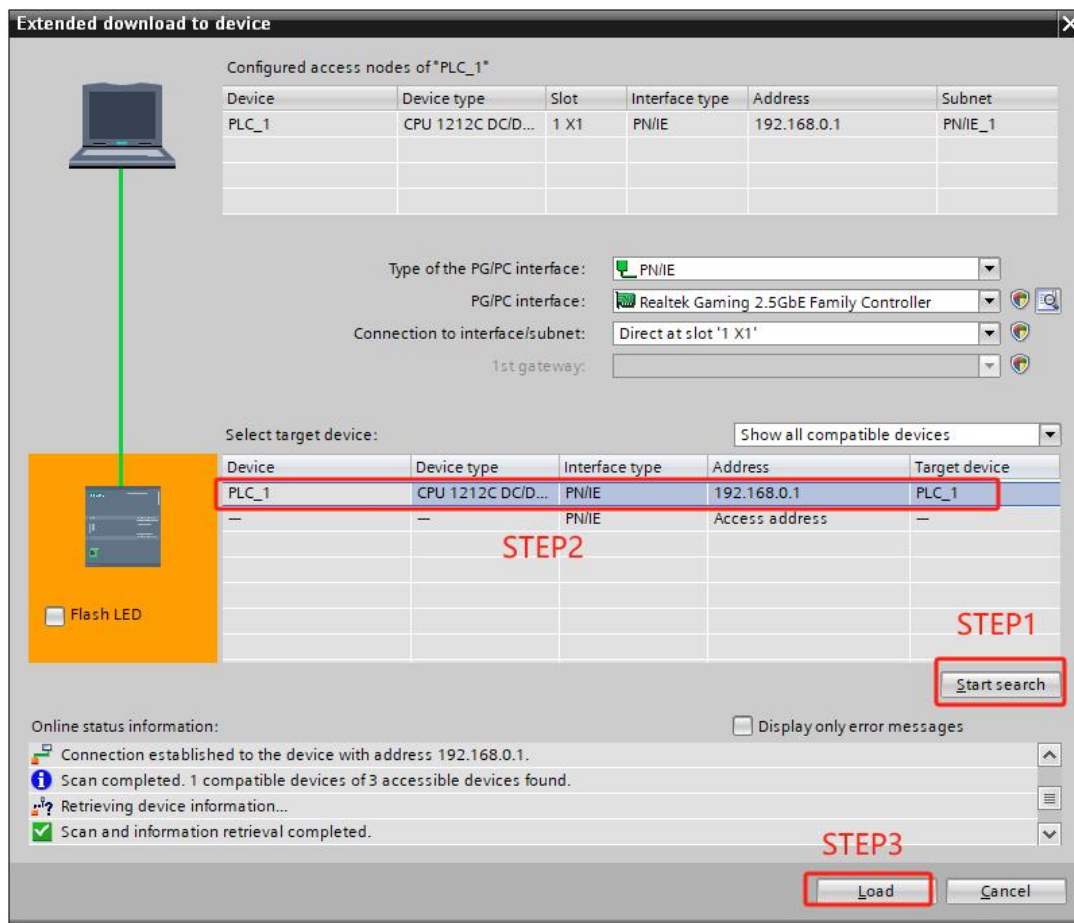 Extended download to device
Configured access nodes of "PLC_1"
Device Device type Slot Interface type Address Subnet
PLC_1 CPU 1212C DC/D... 1 X1 PN/IE 192.168.0.1 PN/IE_1
Type of the PG/PC interface: PN/IE
PG/PC interface: Realtek Gaming 2.5GbE Family Controller
Connection to interface/subnet: Direct at slot '1 X1'
1st gateway:
Select target device: Show all compatible devices
Device Device type Interface type Address Target device
PLC_1 CPU 1212C DC/D... PN/IE 192.168.0.1 PLC_1
— — PN/IE Access address —
STEP2
Flash LED
STEP1
Start search
Online status information: Display only error messages
Connection established to the device with address 192.168.0.1.
Scan completed. 1 compatible devices of 3 accessible devices found.
Retrieving device information...
Scan and information retrieval completed.
STEP3
Load Cancel